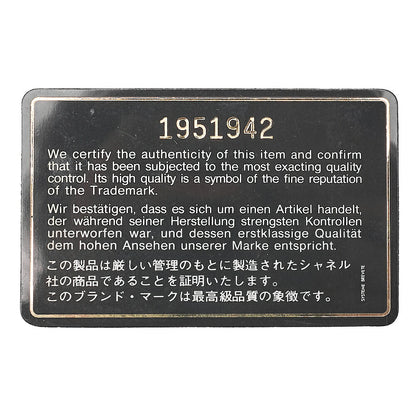 1951942
We certify the authenticity of this item and confirm
that it has been subjected to the most exacting quality
control. Its high quality is a symbol of the fine reputation
of the Trademark.
Wir bestätigen, dass es sich um einen Artikel handelt,
der während seiner Herstellung strengsten Kontrollen
unterworfen war, und dessen erstklassige Qualität
dem hohen Ansehen unserer Marke entspricht.
この製品は厳しい管理のもとに製造されたシャネル
社の商品であることを証明いたします。
このブランド・マークは最高級品質の象徴です。
SYSTEME